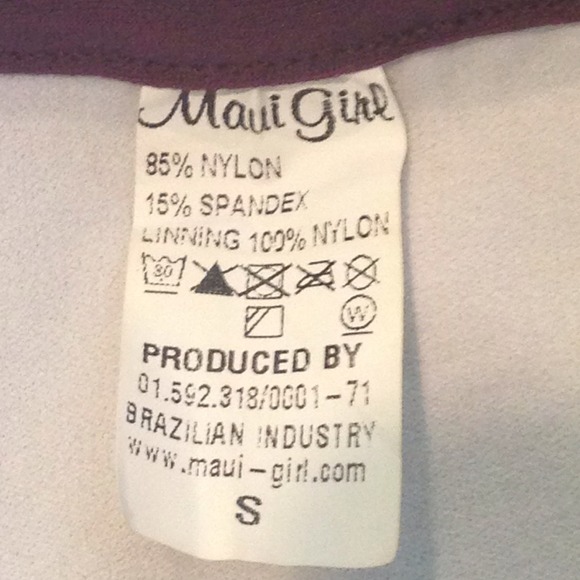 Maui Girl
85% NYLON
15% SPANDEX
LINNING 100% NYLON
30
W
PRODUCED BY
01.592.318/0001-71
BRAZILIAN INDUSTRY
www.maui-girl.com
S